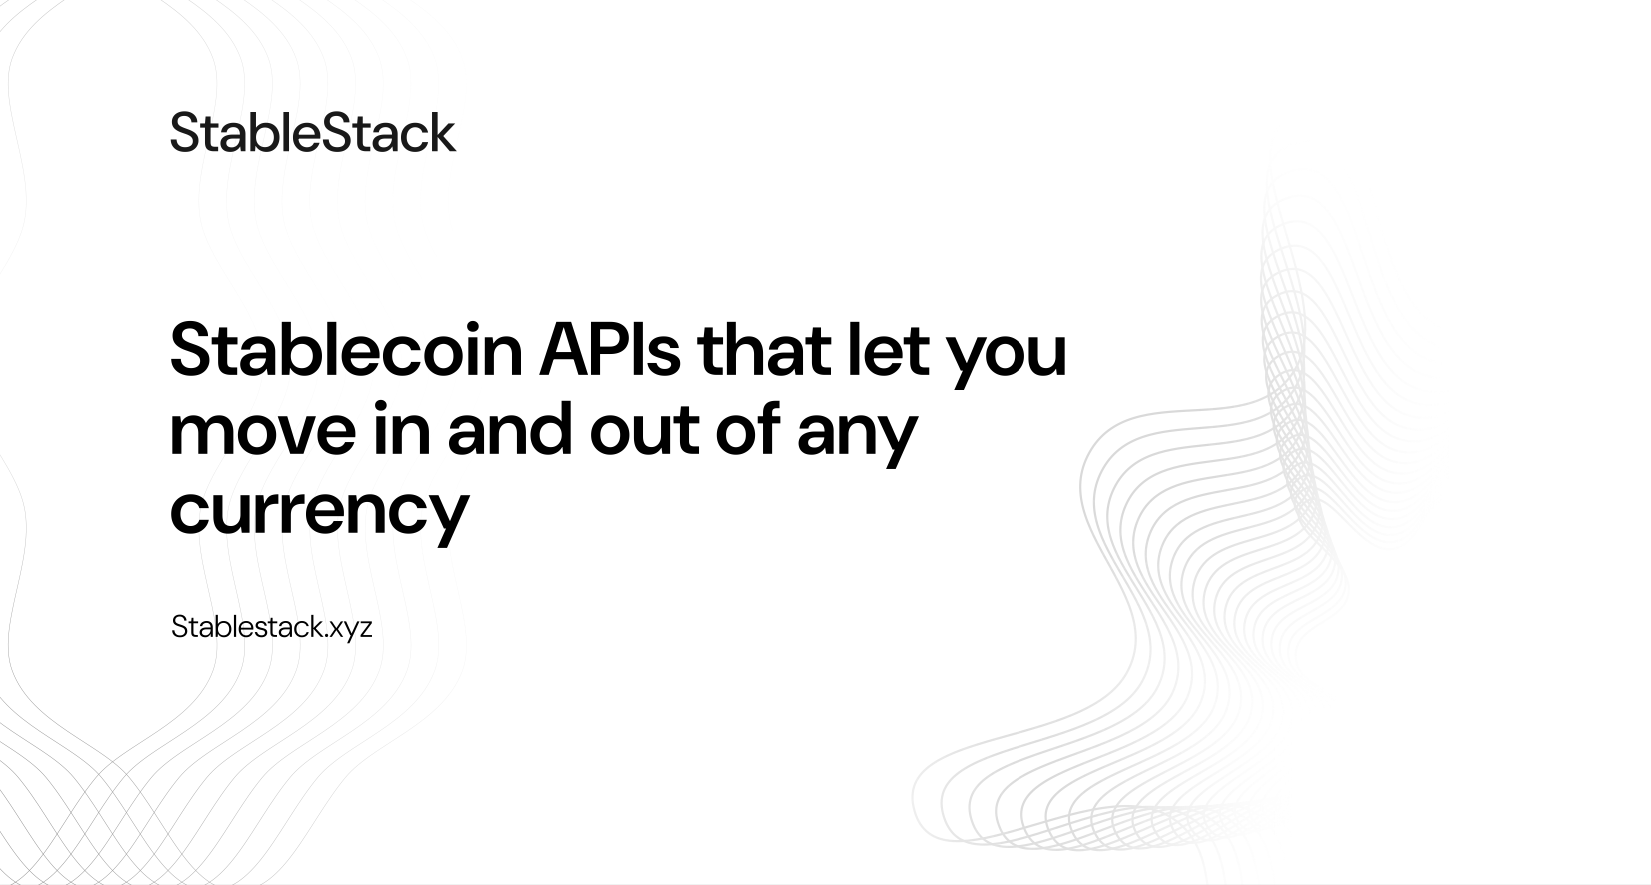 StableStack
Stablecoin APIs that let you
move in and out of any
currency
Stablestack.xyz